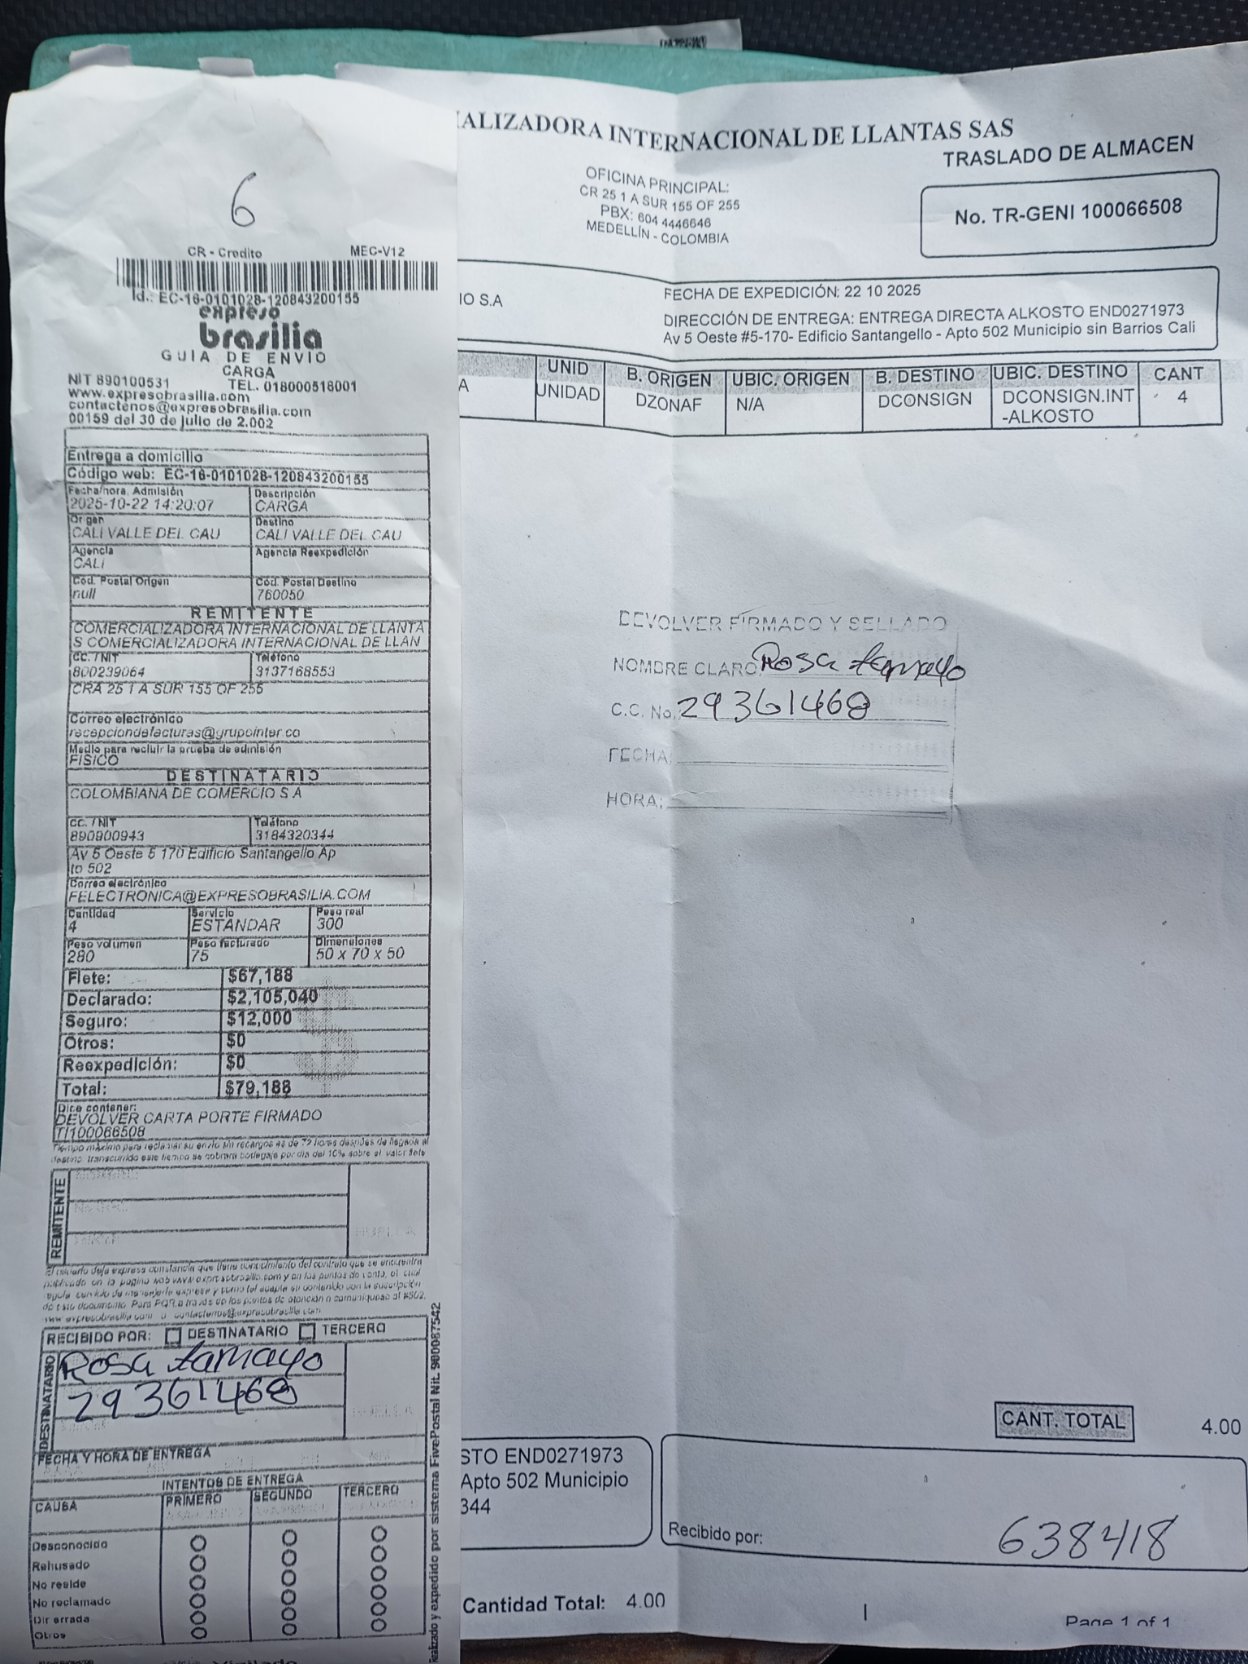 6
CR - Credito MEC-V12
Id.: EC-16-0101028-120843200155
expreso
brasilia
GUIA DE ENVIO
CARGA
NIT 890100531 TEL. 018000518001
www.expresobrasilia.com
contactenos@expresobrasilia.com
00159 del 30 de julio de 2.002
Entrega a domicilio
Código web: EC-16-0101028-120843200155
Fecha/hora. Admisión Descripción
2025-10-22 14:20:07 CARGA
Origen Destino
CALI VALLE DEL CAU CALI VALLE DEL CAU
Agencia Agencia Reexpedición
CALI
Cod. Postal Origen Cód. Postal Destino
null 760050
REMITENTE
COMERCIALIZADORA INTERNACIONAL DE LLANTA
S COMERCIALIZADORA INTERNACIONAL DE LLAN
CC. / NIT Teléfono
800239064 3137168553
CRA 25 1 A SUR 155 OF 255
Correo electrónico
recepciondefacturas@grupointer.co
Medio para recibir la prueba de admisión
FISICO
DESTINATARIO
COLOMBIANA DE COMERCIO S A
CC. / NIT Teléfono
890900943 3184320344
Av 5 Oeste 5 170 Edificio Santangello Ap
to 502
Correo electrónico
FELECTRONICA@EXPRESOBRASILIA.COM
Cantidad Servicio Peso real
4 ESTANDAR 300
Peso volumen Peso facturado Dimensiones
280 75 50 x 70 x 50
Flete: $67,188
Declarado: $2,105,040
Seguro: $12,000
Otros: $0
Reexpedición: $0
Total: $79,188
Dice contener:
DEVOLVER CARTA PORTE FIRMADO
TI100066508
REMITENTE
RECIBIDO POR: DESTINATARIO TERCERO
DESTINATARIO
Rosa tamayo
29361468
FECHA Y HORA DE ENTREGA
INTENTOS DE ENTREGA
CAUSA PRIMERO SEGUNDO TERCERO
Desconocido
Rehusado
No reside
No reclamado
Dir errada
Otros
Realizado y expedido por sistema FivePostal Nit. 900087542
IALIZADORA INTERNACIONAL DE LLANTAS SAS
TRASLADO DE ALMACEN
OFICINA PRINCIPAL:
CR 25 1 A SUR 155 OF 255
PBX: 604 4446646
MEDELLÍN - COLOMBIA
No. TR-GENI 100066508
IO S.A
FECHA DE EXPEDICIÓN: 22 10 2025
DIRECCIÓN DE ENTREGA: ENTREGA DIRECTA ALKOSTO END0271973
Av 5 Oeste #5-170- Edificio Santangello - Apto 502 Municipio sin Barrios Cali
UNID B. ORIGEN UBIC. ORIGEN B. DESTINO UBIC. DESTINO CANT
A UNIDAD DZONAF N/A DCONSIGN DCONSIGN.INT 4
-ALKOSTO
DEVOLVER FIRMADO Y SELLADO
NOMBRE CLARO Rosa tamayo
C.C. No. 29361468
FECHA:
HORA:
CANT. TOTAL 4.00
STO END0271973
Apto 502 Municipio
344
Recibido por: 638418
Cantidad Total: 4.00
Page 1 of 1